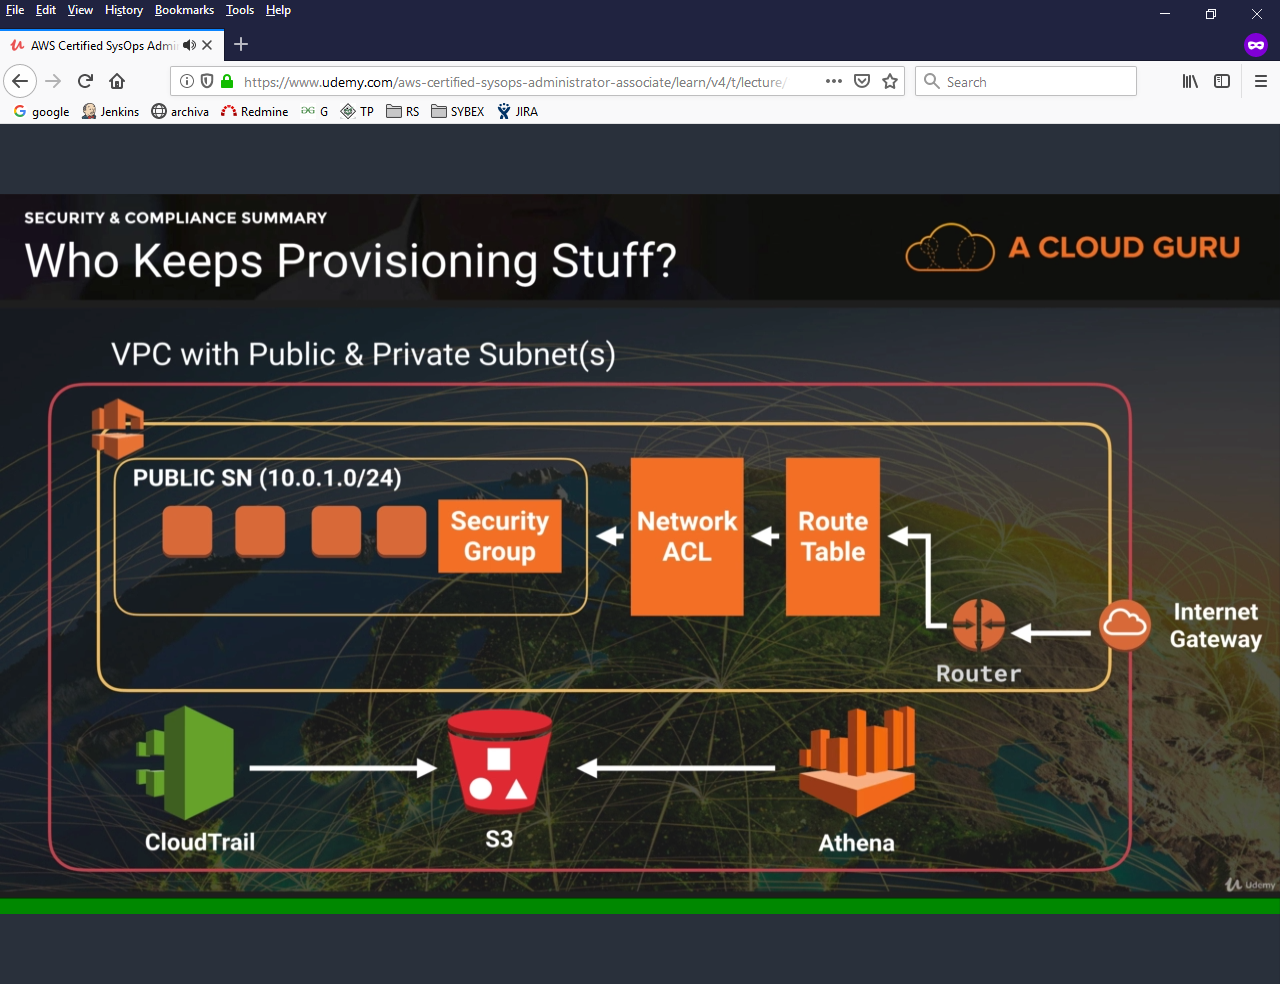 File Edit View History Bookmarks Tools Help
AWS Certified SysOps Admi
https://www.udemy.com/aws-certified-sysops-administrator-associate/learn/v4/t/lecture/
Search
google Jenkins archiva Redmine G TP RS SYBEX JIRA
SECURITY & COMPLIANCE SUMMARY
Who Keeps Provisioning Stuff?
A CLOUD GURU
VPC with Public & Private Subnet(s)
PUBLIC SN (10.0.1.0/24)
Security
Group
Network
ACL
Route
Table
Internet
Gateway
Router
CloudTrail
S3
Athena
Udemy